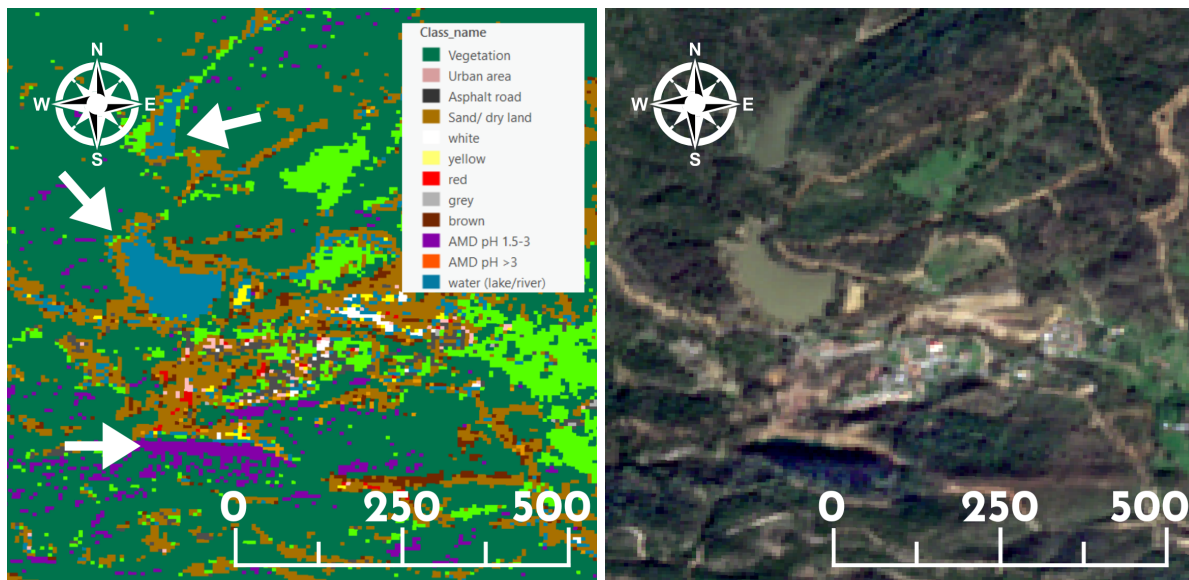 N
W E
S
Class_name
Vegetation
Urban area
Asphalt road
Sand/ dry land
white
yellow
red
grey
brown
AMD pH 1.5-3
AMD pH >3
water (lake/river)
0 250 500
N
W E
S
0 250 500